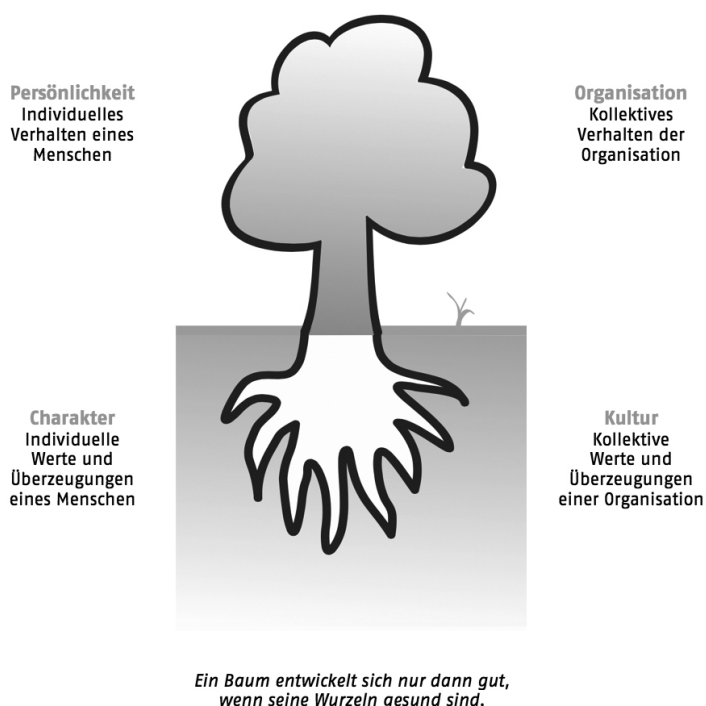 Persönlichkeit
Individuelles
Verhalten eines
Menschen
Organisation
Kollektives
Verhalten der
Organisation
Charakter
Individuelle
Werte und
Überzeugungen
eines Menschen
Kultur
Kollektive
Werte und
Überzeugungen
einer Organisation
Ein Baum entwickelt sich nur dann gut,
wenn seine Wurzeln gesund sind.